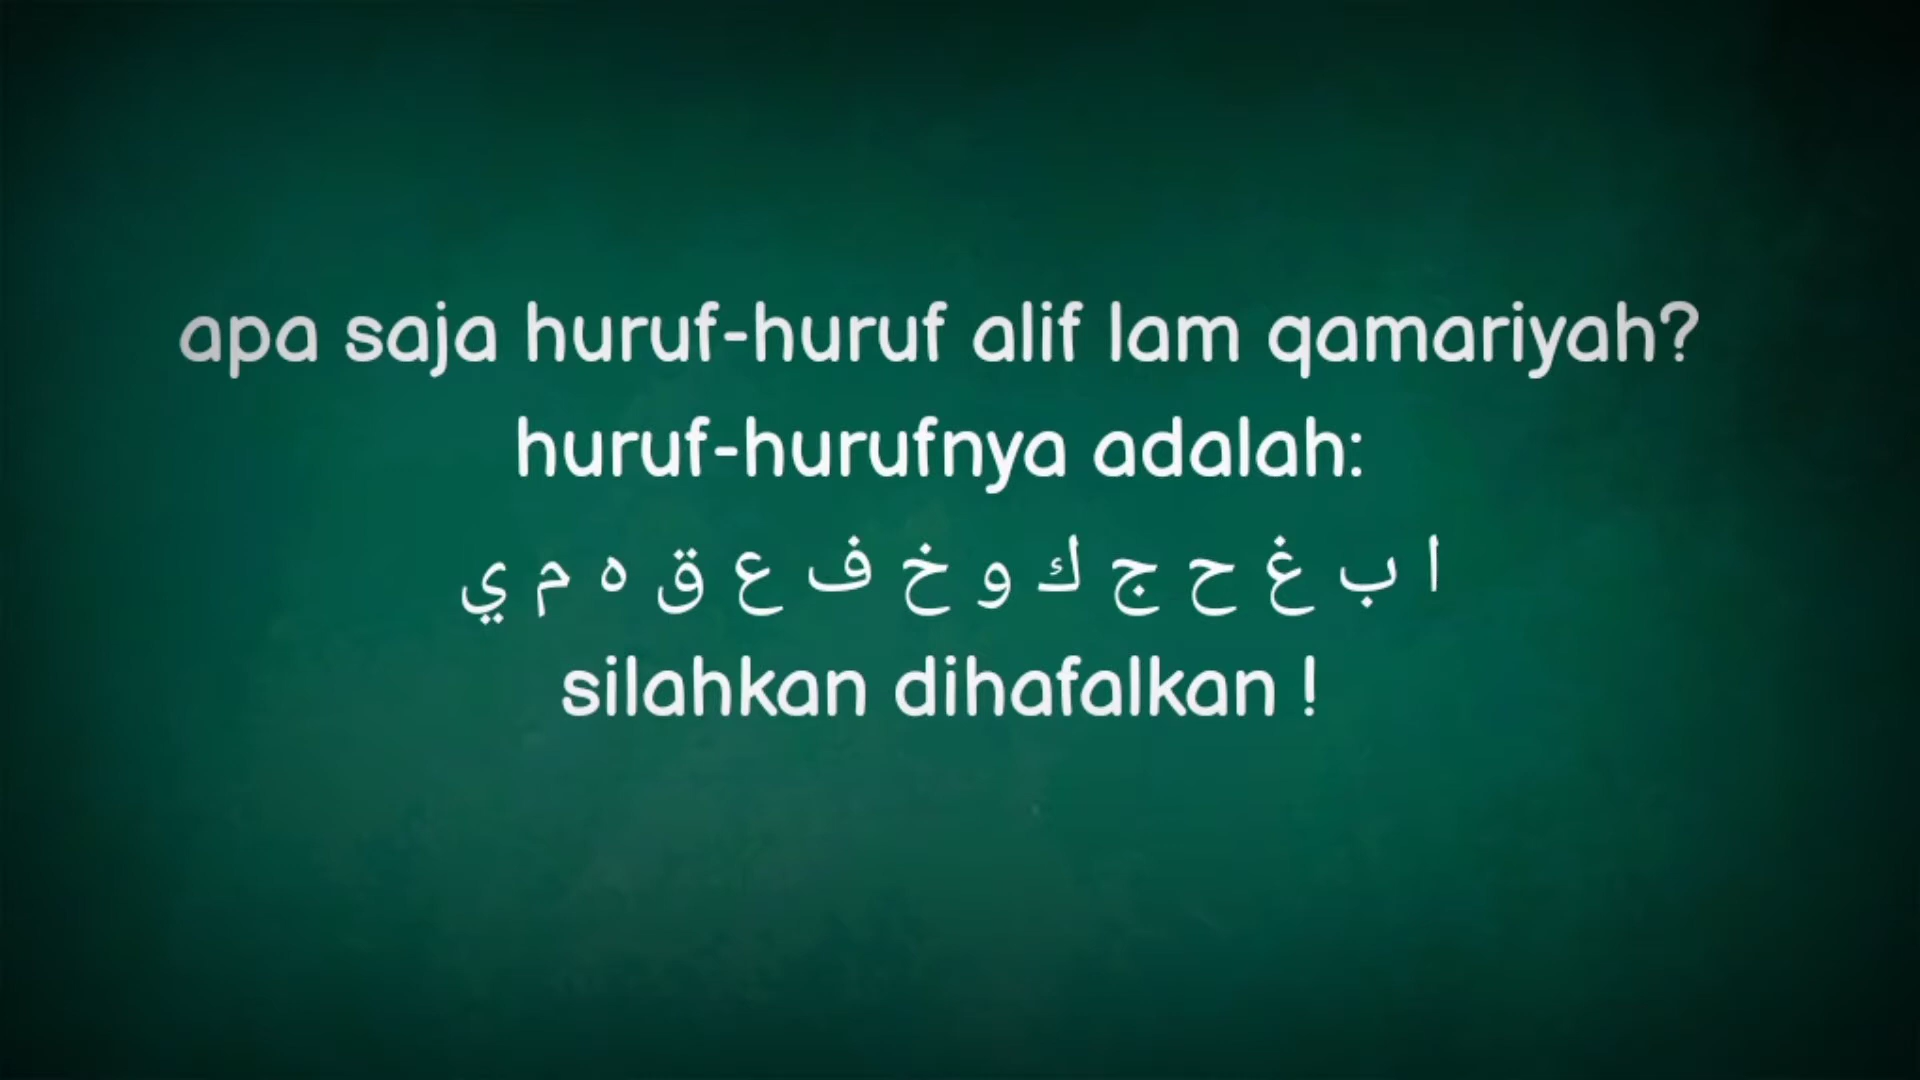 apa saja huruf-huruf alif lam qamariyah?
huruf-hurufnya adalah:
ا ب غ ح ج ك و خ ف ع ق ه م ي
silahkan dihafalkan !